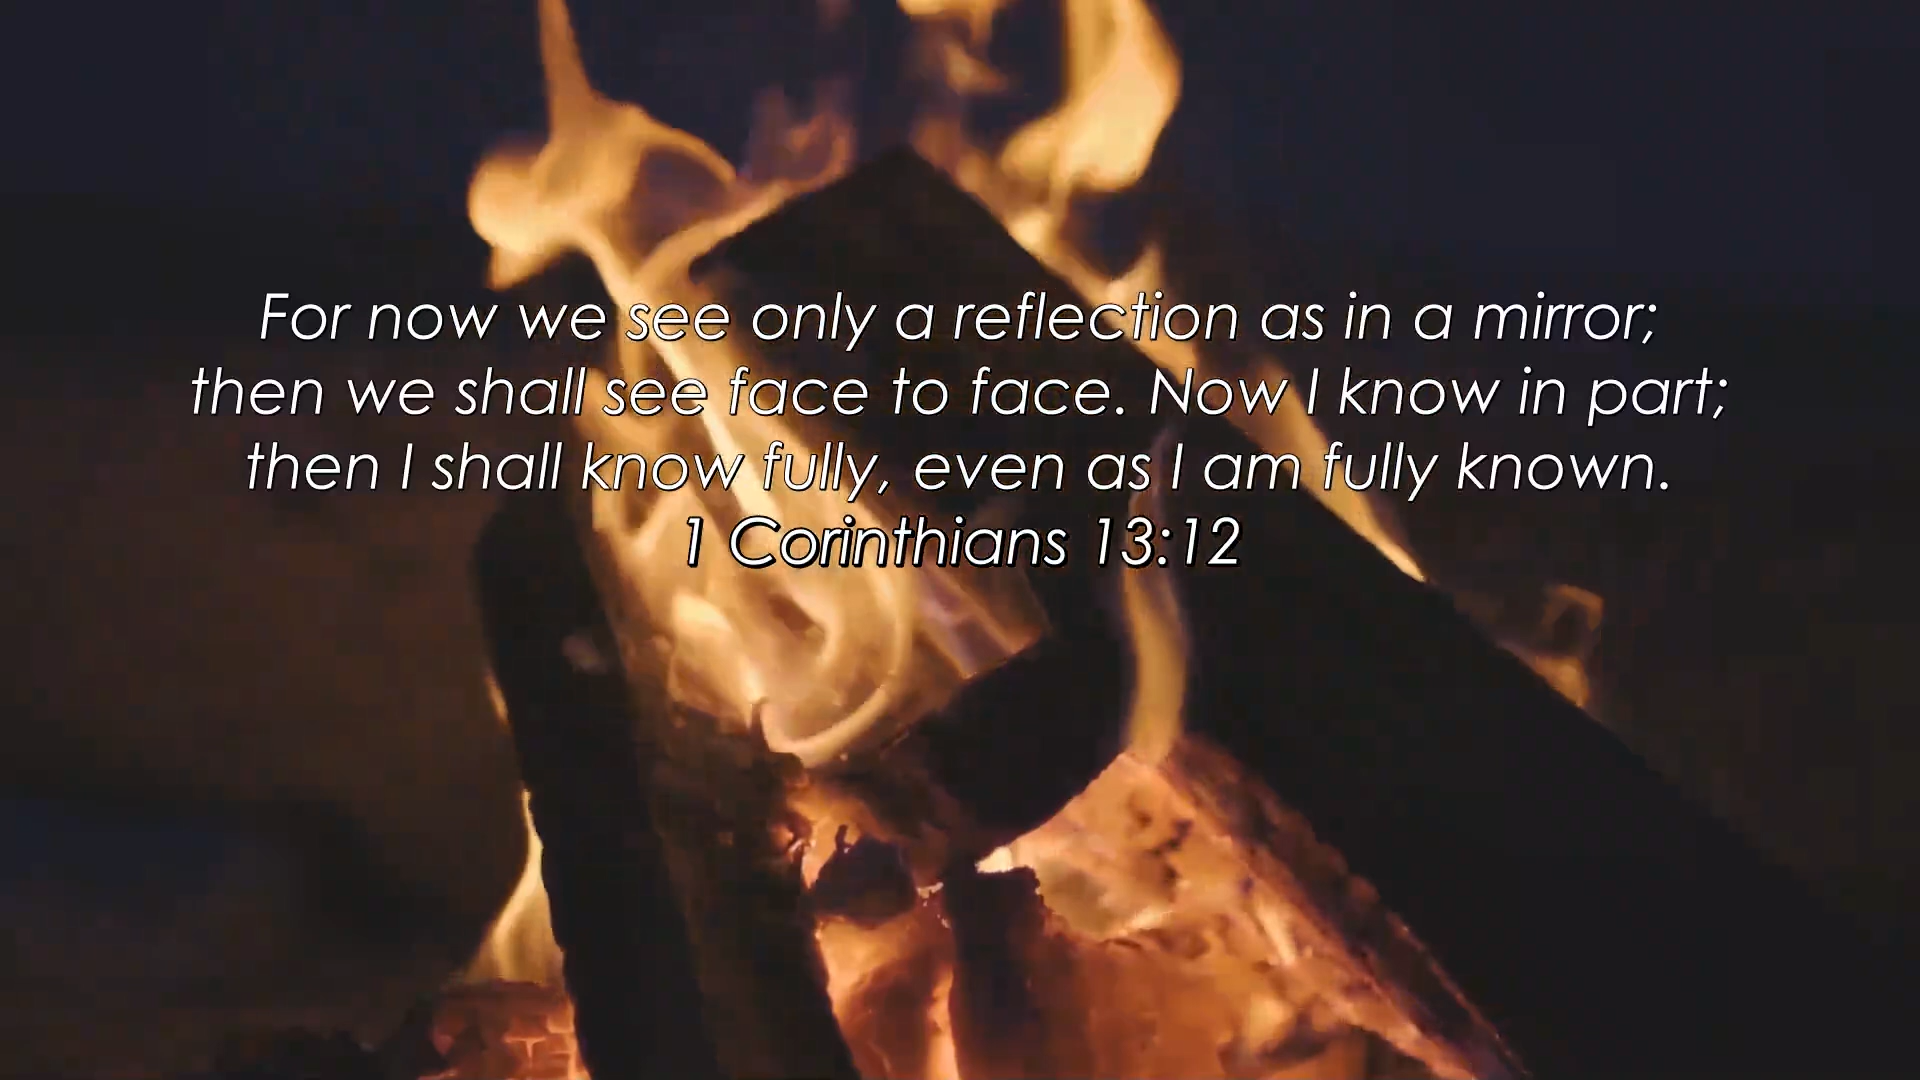 For now we see only a reflection as in a mirror;
then we shall see face to face. Now I know in part;
then I shall know fully, even as I am fully known.
1 Corinthians 13:12